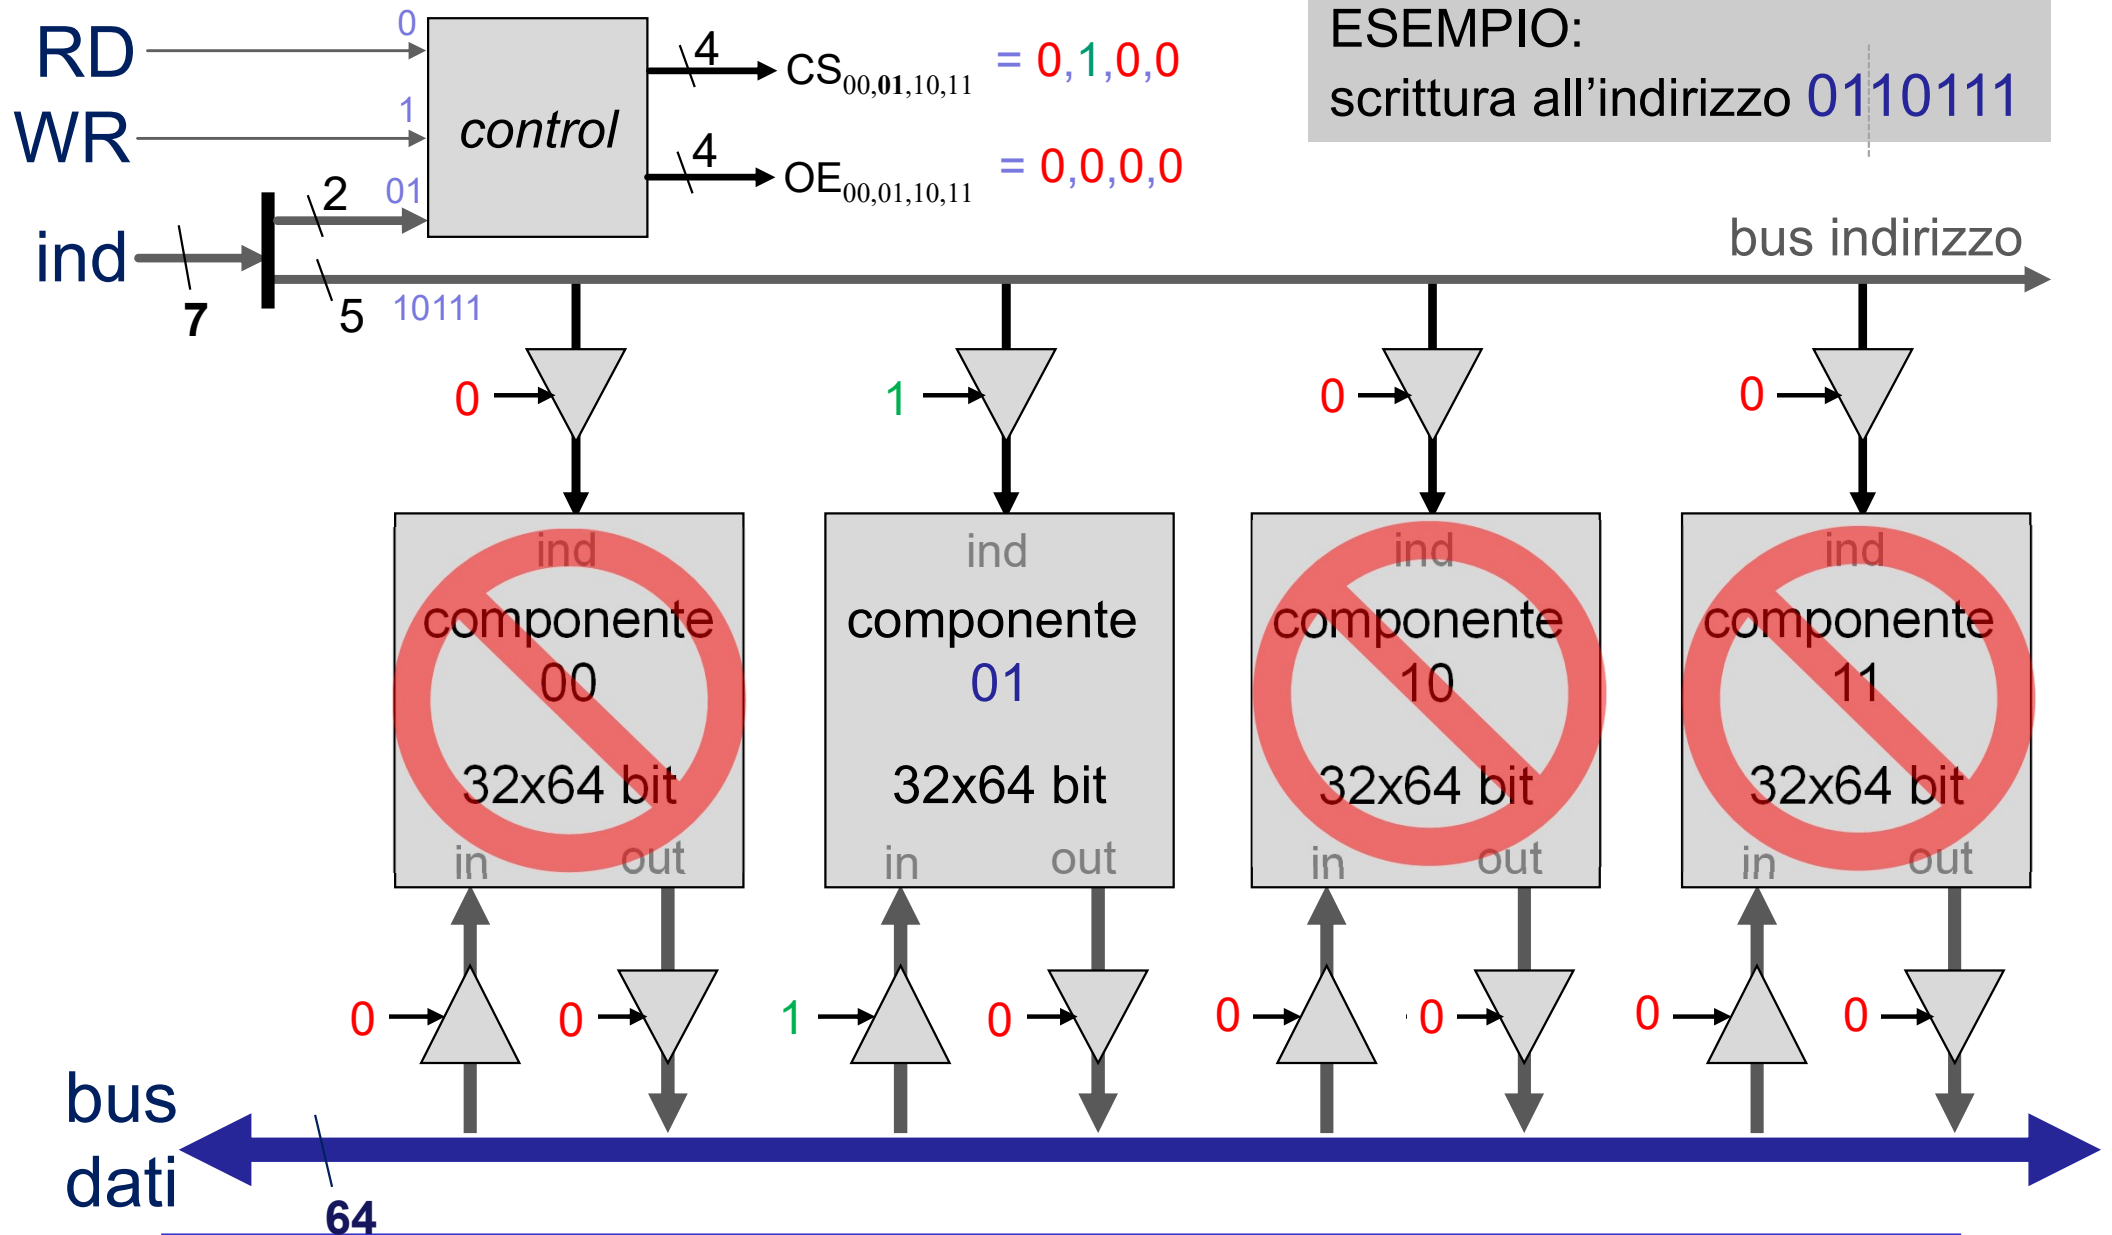 ESEMPIO:
scrittura all'indirizzo 0110111
RD 0
WR 1
control
4 CS00,01,10,11 = 0,1,0,0
4 OE00,01,10,11 = 0,0,0,0
2 01
ind 7
5 10111
bus indirizzo
0 1 0 0
ind ind ind ind
componente componente componente componente
00 01 10 11
32x64 bit 32x64 bit 32x64 bit 32x64 bit
in out in out in out in out
0 0 1 0 0 0 0 0
bus
dati
64